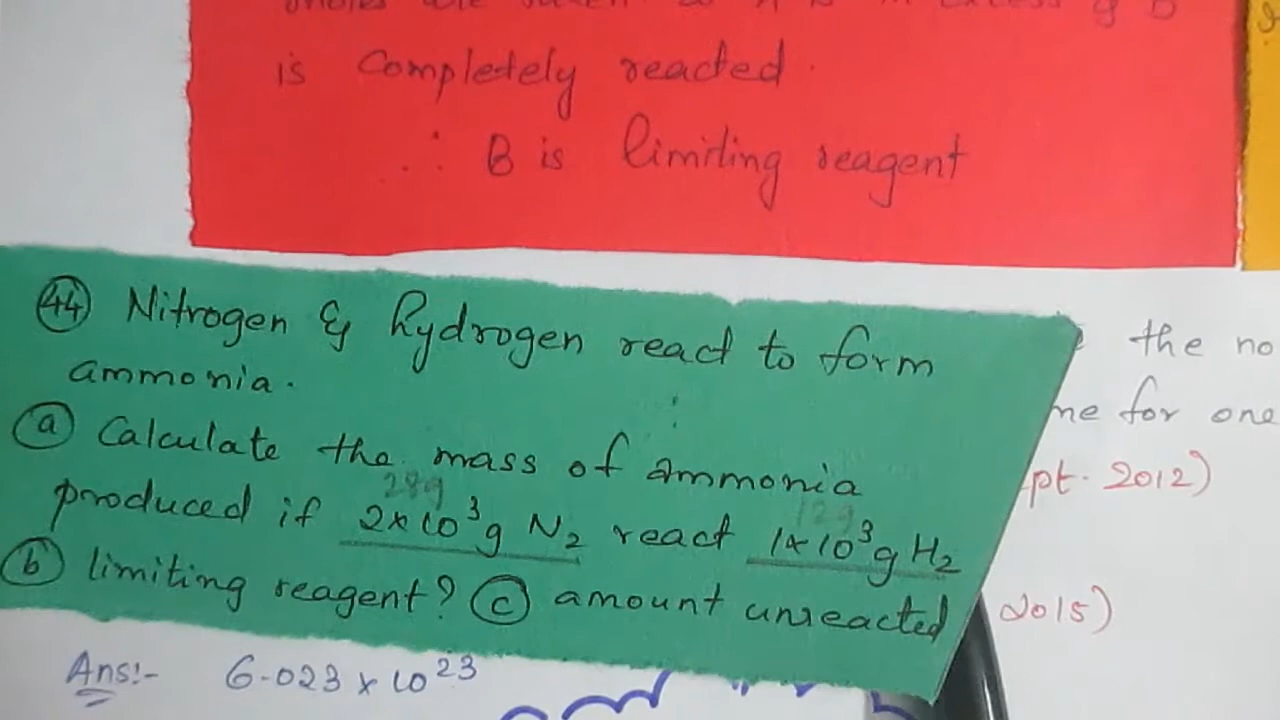 is completely reacted.
∴ B is limiting reagent
44 Nitrogen & hydrogen react to form
ammonia.
a Calculate the mass of ammonia
28g
produced if 2×10³g N₂ react 1×10³g H₂
12g
b limiting reagent? c amount unreacted
the no
me for one
pt. 2012)
2015)
Ans:- 6.023 × 10²³